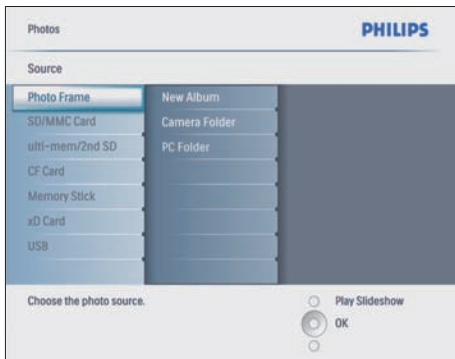 Photos
PHILIPS
Source
Photo Frame
New Album
SD/MMC Card
Camera Folder
ulti-mem/2nd SD
PC Folder
CF Card
Memory Stick
xD Card
USB
Choose the photo source.
Play Slideshow
OK